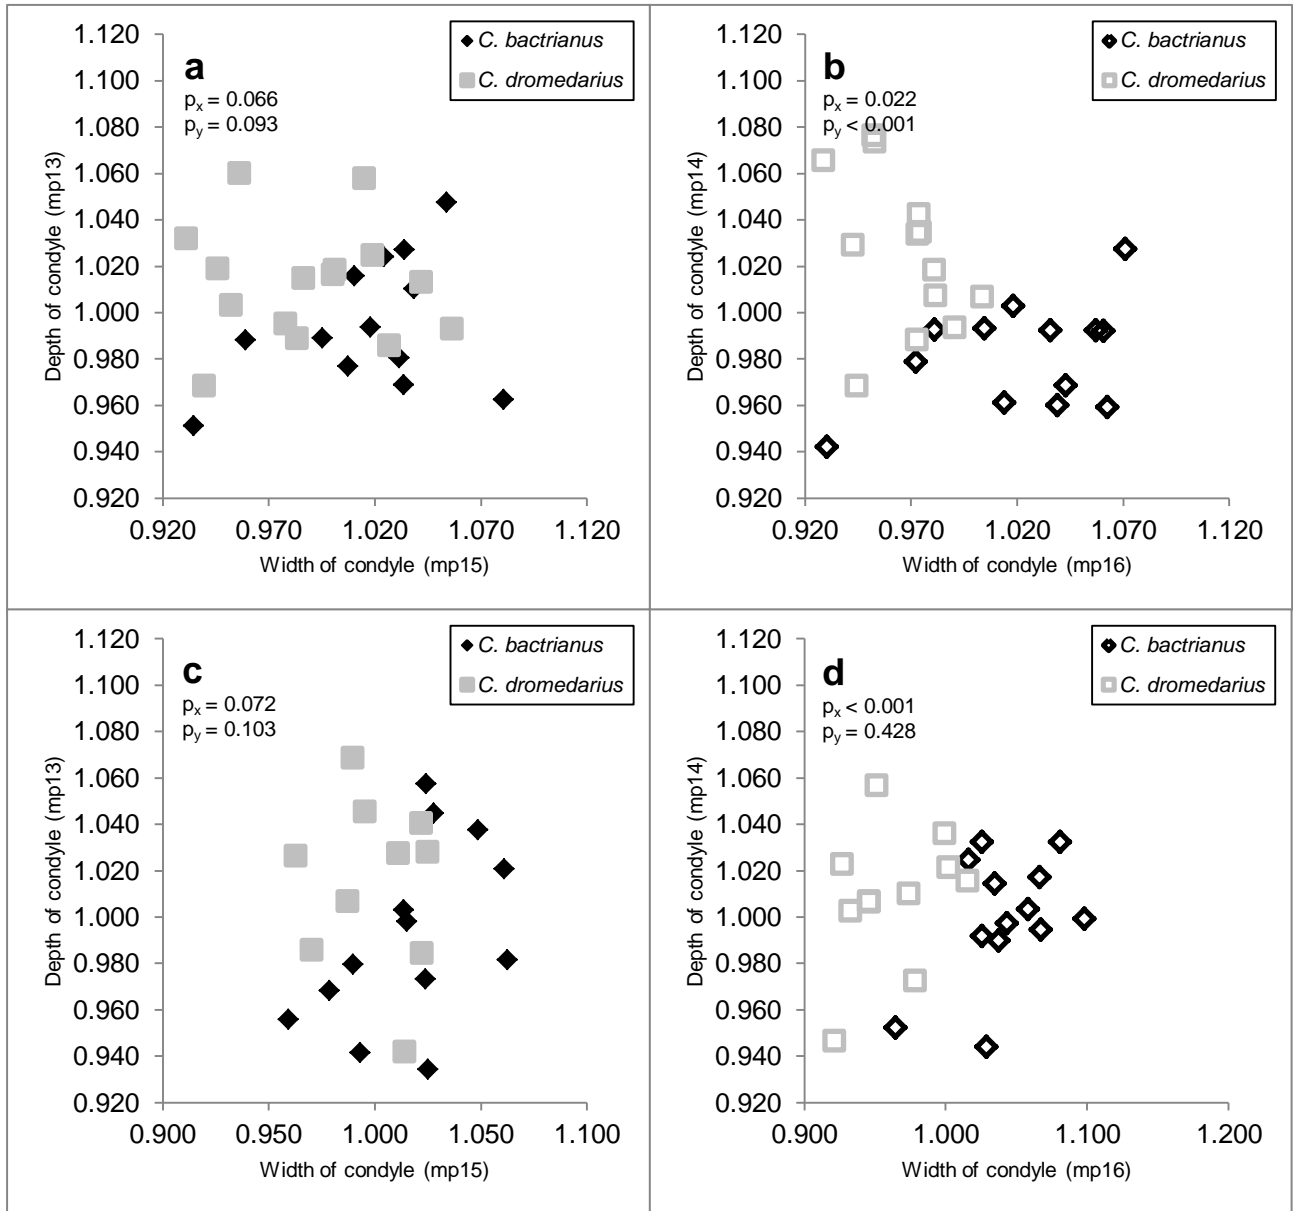 a
px = 0.066
py = 0.093
C. bactrianus
C. dromedarius
1.120
1.100
1.080
1.060
1.040
1.020
1.000
0.980
0.960
0.940
0.920
Depth of condyle (mp13)
0.920 0.970 1.020 1.070 1.120
Width of condyle (mp15)
b
px = 0.022
py < 0.001
C. bactrianus
C. dromedarius
1.120
1.100
1.080
1.060
1.040
1.020
1.000
0.980
0.960
0.940
0.920
Depth of condyle (mp14)
0.920 0.970 1.020 1.070 1.120
Width of condyle (mp16)
c
px = 0.072
py = 0.103
C. bactrianus
C. dromedarius
1.120
1.100
1.080
1.060
1.040
1.020
1.000
0.980
0.960
0.940
0.920
Depth of condyle (mp13)
0.900 0.950 1.000 1.050 1.100
Width of condyle (mp15)
d
px < 0.001
py = 0.428
C. bactrianus
C. dromedarius
1.120
1.100
1.080
1.060
1.040
1.020
1.000
0.980
0.960
0.940
0.920
Depth of condyle (mp14)
0.900 1.000 1.100 1.200
Width of condyle (mp16)